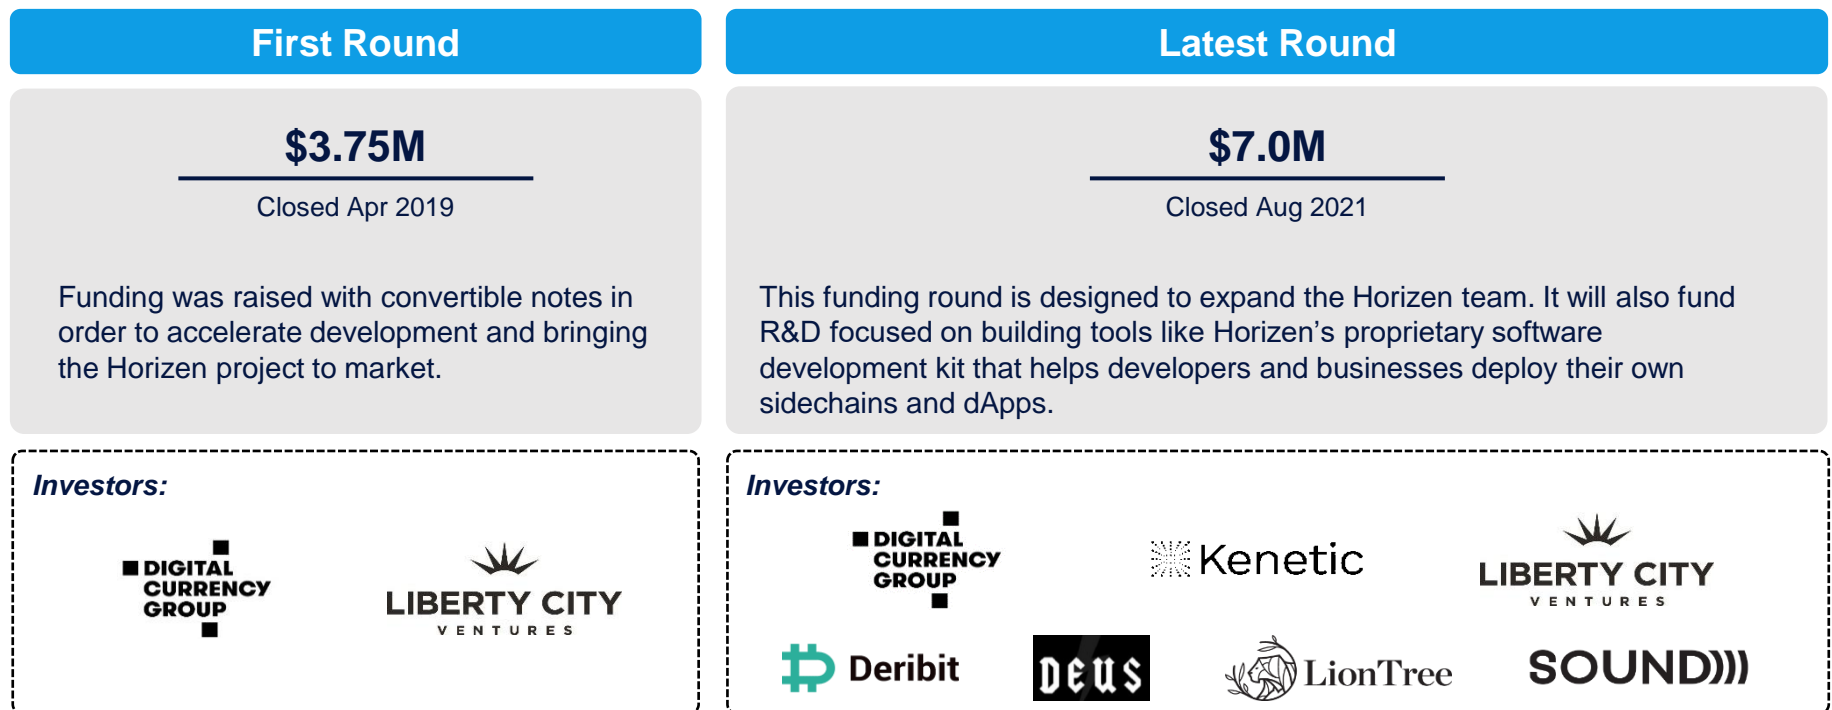 First Round
$3.75M
Closed Apr 2019
Funding was raised with convertible notes in
order to accelerate development and bringing
the Horizen project to market.
Investors:
DIGITAL
CURRENCY
GROUP
LIBERTY CITY
VENTURES
Latest Round
$7.0M
Closed Aug 2021
This funding round is designed to expand the Horizen team. It will also fund
R&D focused on building tools like Horizen’s proprietary software
development kit that helps developers and businesses deploy their own
sidechains and dApps.
Investors:
DIGITAL
CURRENCY
GROUP
Kenetic
LIBERTY CITY
VENTURES
Deribit
DEUS
LionTree
SOUND)))